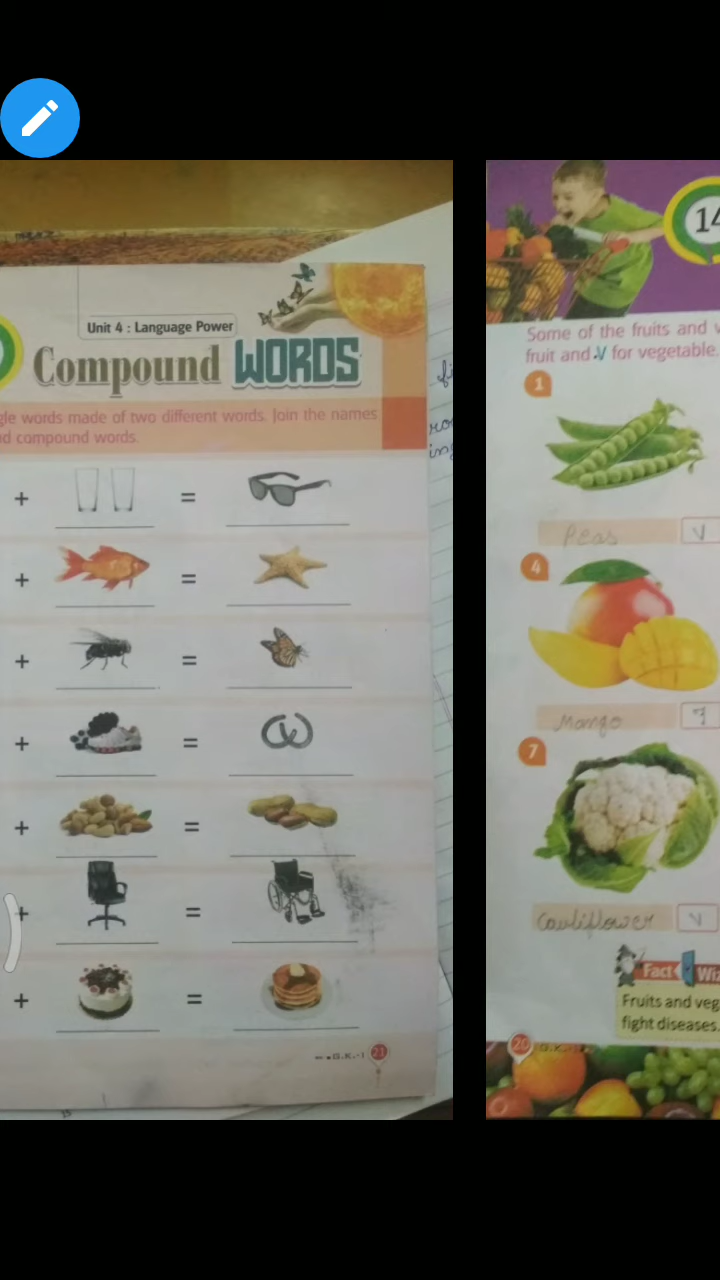 Unit 4 : Language Power
Compound WORDS
gle words made of two different words. Join the names
d compound words.
+ =
+ =
+ =
+ =
+ =
+ =
+ =
G.K.-1 21
14
Some of the fruits and v
fruit and V for vegetable.
1
Peas V
4
Mango
7
Cauliflower V
Fact Wiz
Fruits and veg
fight diseases.
20